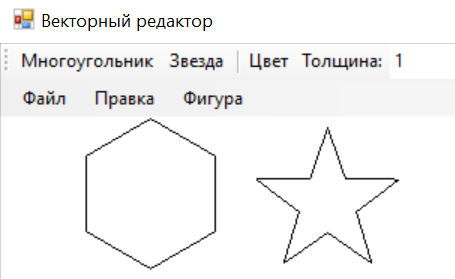 Векторный редактор
Многоугольник Звезда Цвет Толщина: 1
Файл Правка Фигура